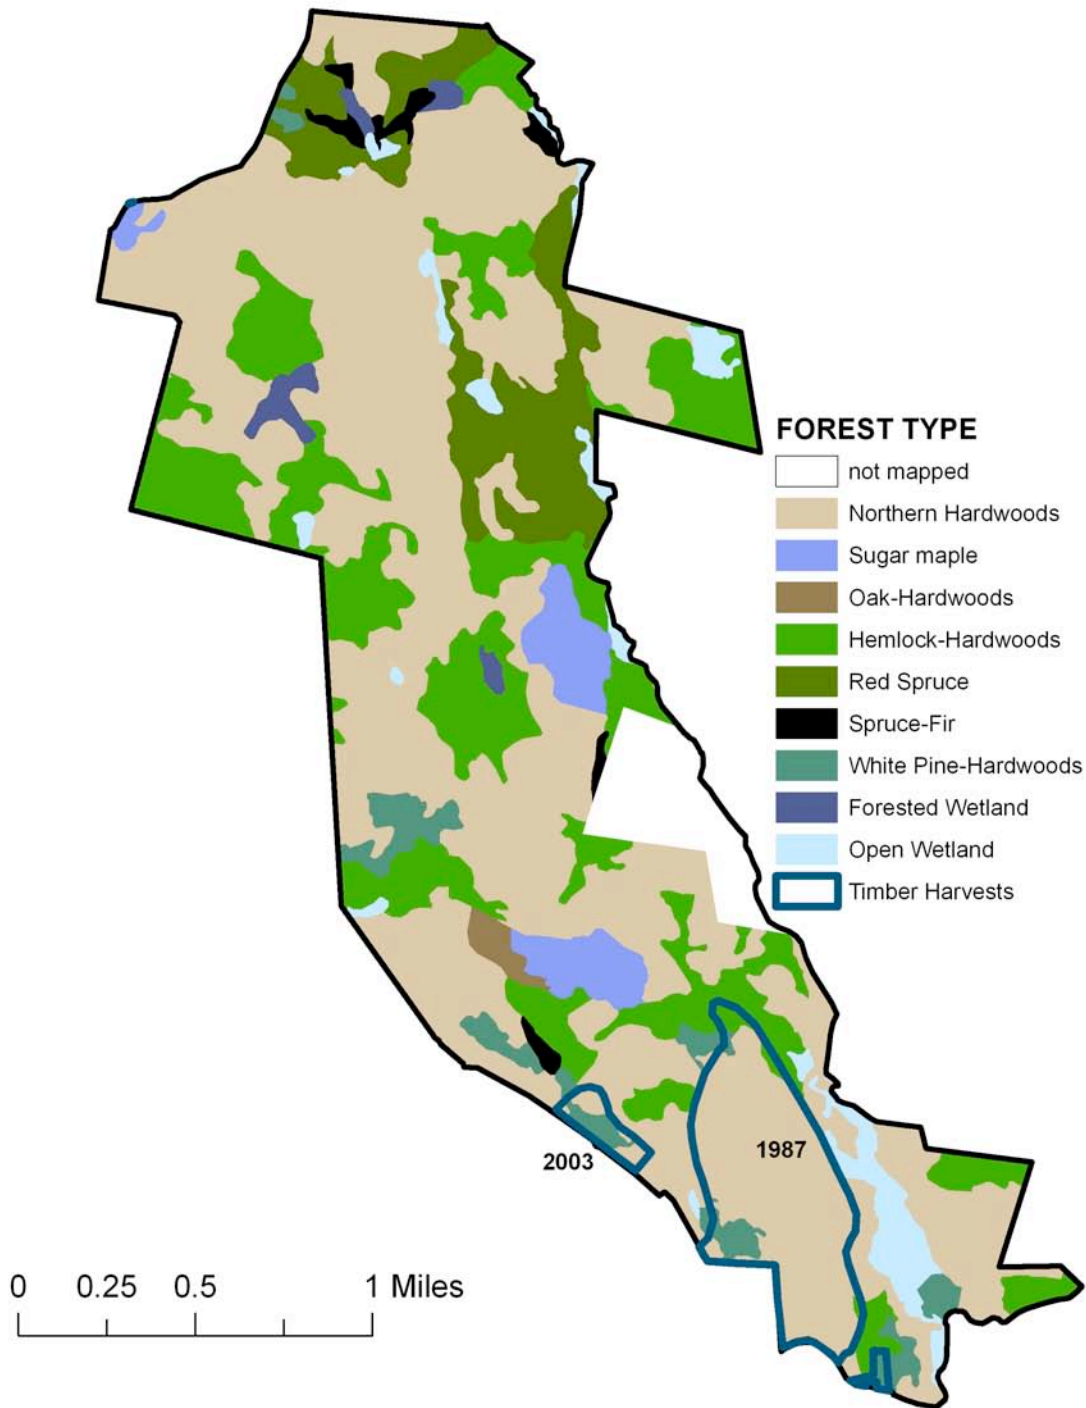 FOREST TYPE
not mapped
Northern Hardwoods
Sugar maple
Oak-Hardwoods
Hemlock-Hardwoods
Red Spruce
Spruce-Fir
White Pine-Hardwoods
Forested Wetland
Open Wetland
Timber Harvests
1987
2003
0 0.25 0.5 1 Miles